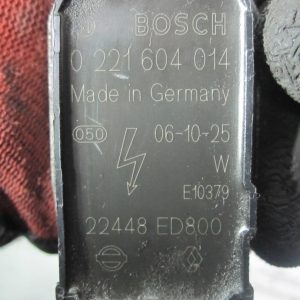 BOSCH
0 221 604 014
Made in Germany
050 06-10-25
W
E10379
22448 ED800